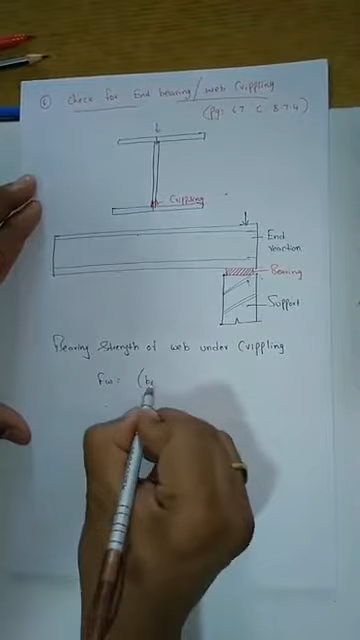 ⑥ Check for End bearing / web Crippling
(Pg: 67 C 8.7.4)
Crippling
End
reaction
Bearing
Support
Bearing Strength of web under Crippling
Fw = (b